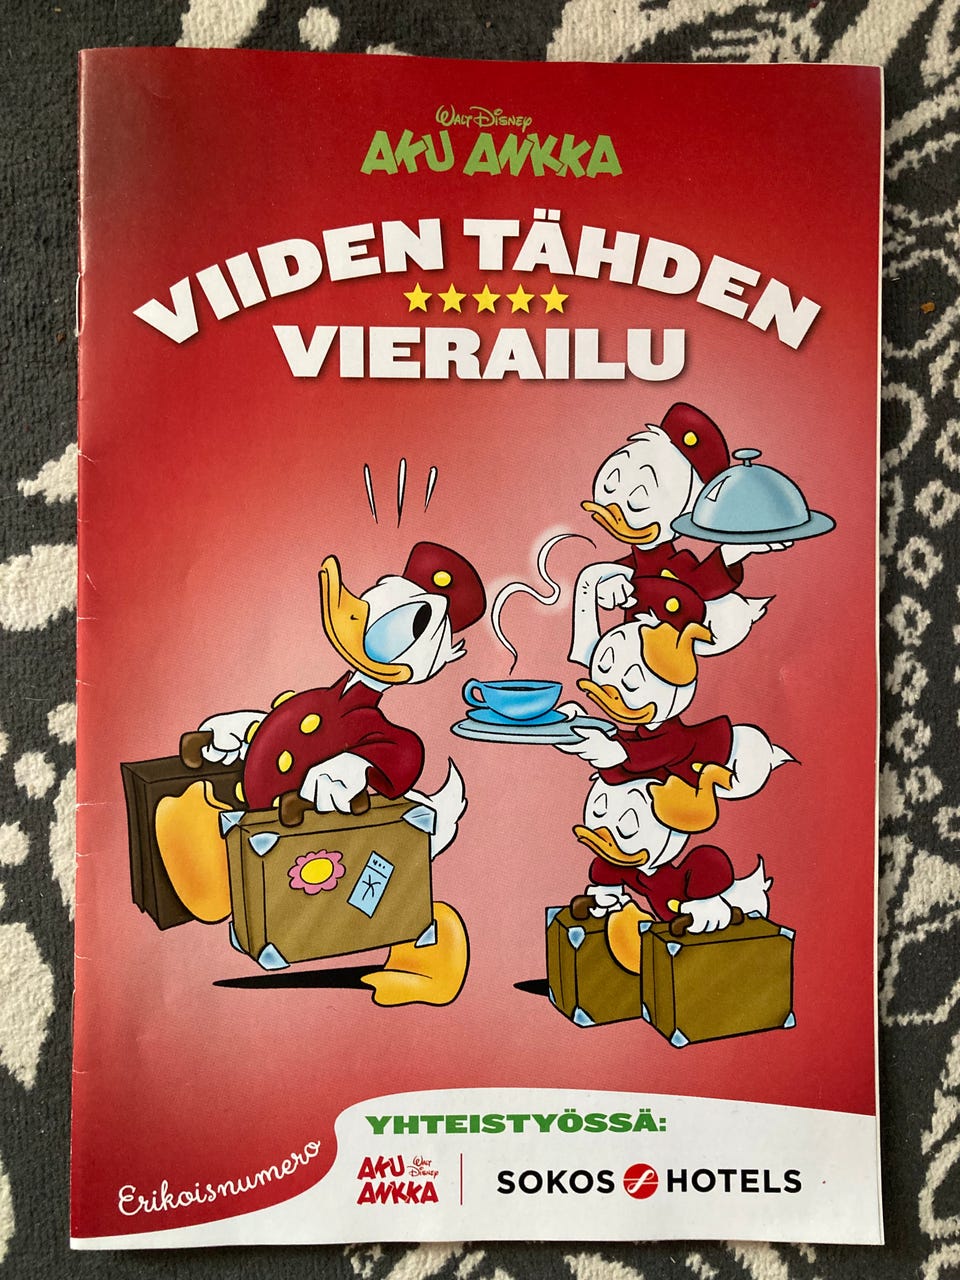 WALT DISNEY
AKU ANKKA
VIIDEN TÄHDEN
VIERAILU
YHTEISTYÖSSÄ:
Erikoisnumero
AKU WALT DISNEY
ANKKA
SOKOS HOTELS